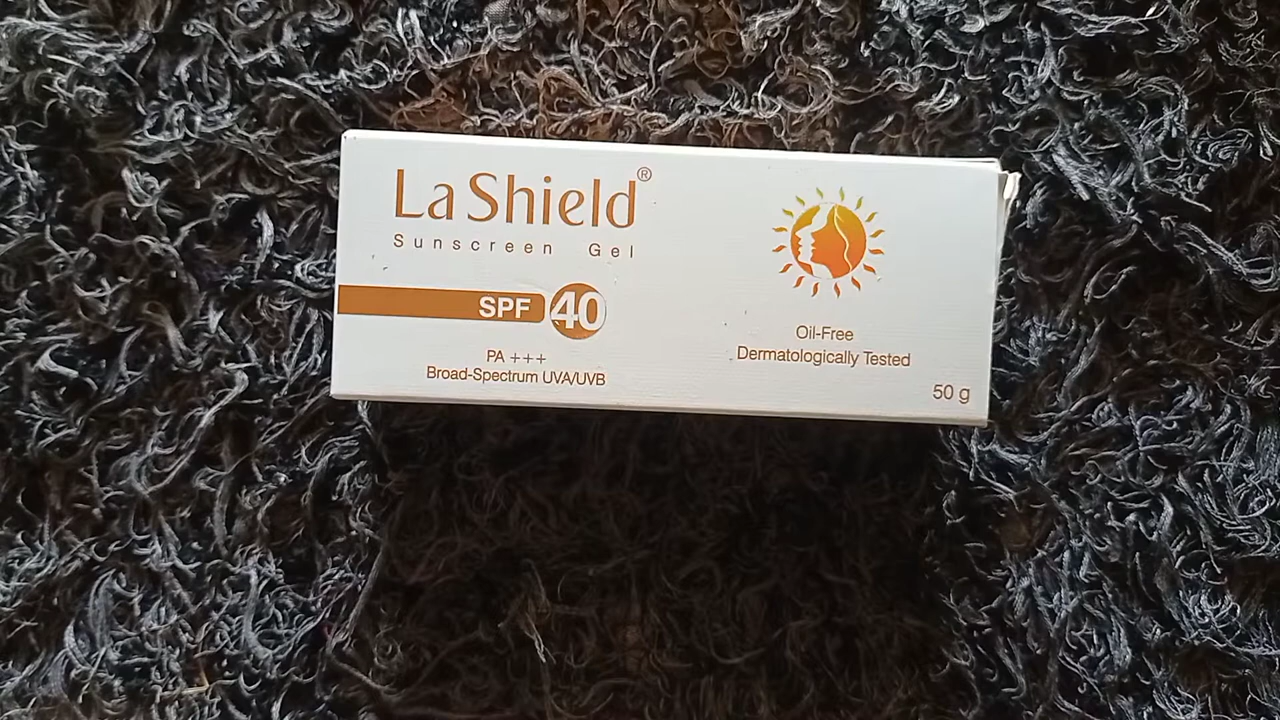 La Shield®
Sunscreen Gel
SPF 40
PA +++
Broad-Spectrum UVA/UVB
Oil-Free
Dermatologically Tested
50 g